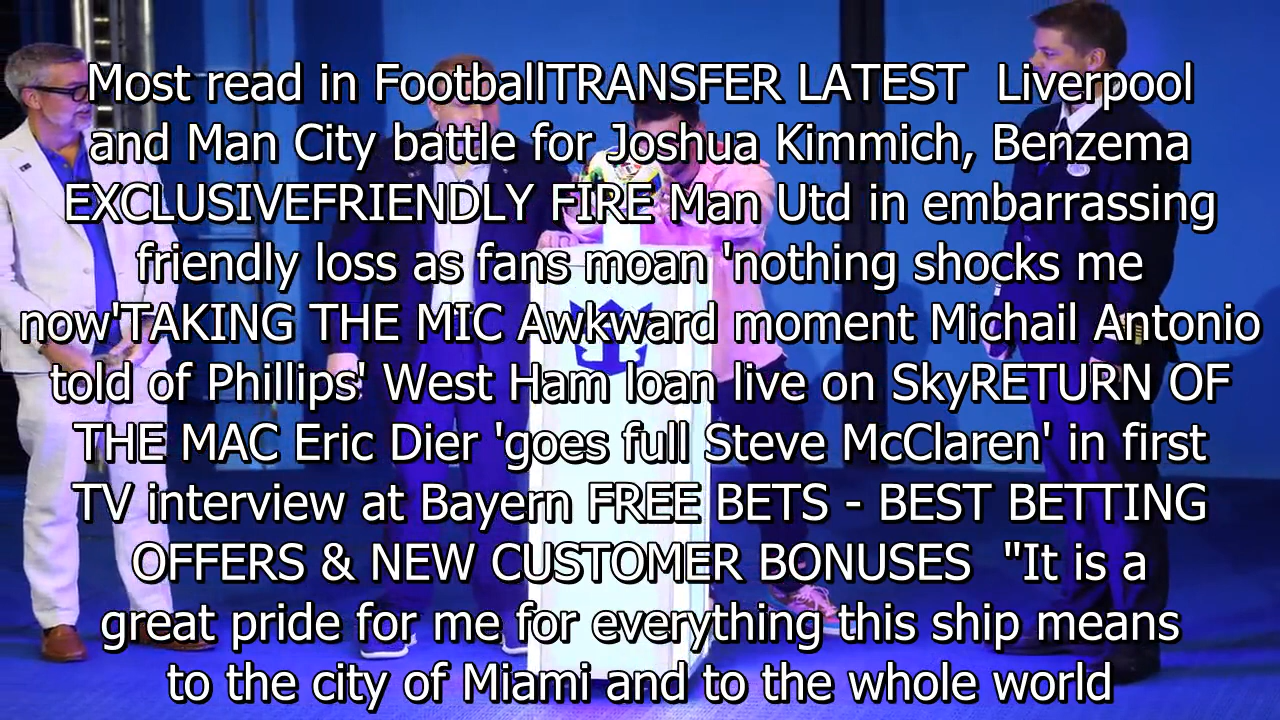 Most read in FootballTRANSFER LATEST  Liverpool
and Man City battle for Joshua Kimmich, Benzema
EXCLUSIVEFRIENDLY FIRE Man Utd in embarrassing
friendly loss as fans moan 'nothing shocks me
now'TAKING THE MIC Awkward moment Michail Antonio
told of Phillips' West Ham loan live on SkyRETURN OF
THE MAC Eric Dier 'goes full Steve McClaren' in first
TV interview at Bayern FREE BETS - BEST BETTING
OFFERS & NEW CUSTOMER BONUSES  "It is a
great pride for me for everything this ship means
to the city of Miami and to the whole world